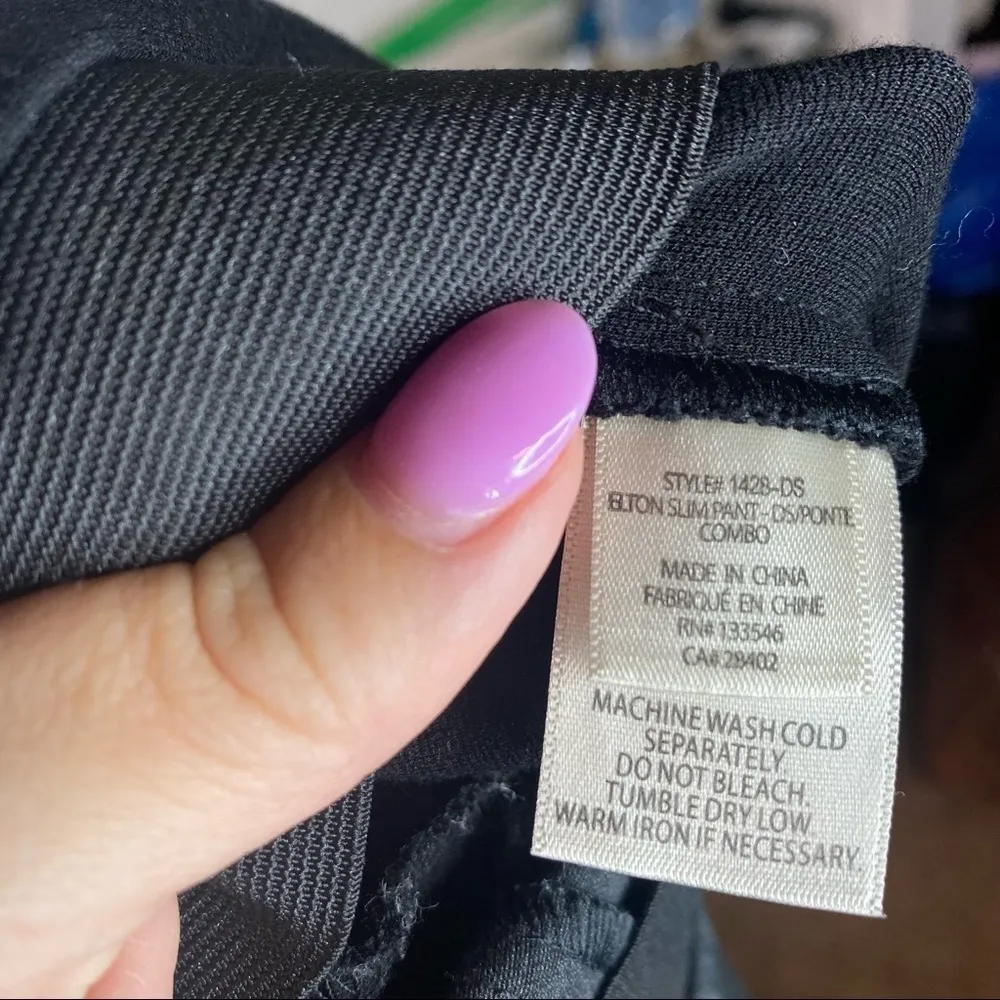 STYLE# 1428-DS
ELTON SLIM PANT - DS/PONTE
COMBO
MADE IN CHINA
FABRIQUÉ EN CHINE
RN# 133546
CA# 28402
MACHINE WASH COLD
SEPARATELY
DO NOT BLEACH.
TUMBLE DRY LOW
WARM IRON IF NECESSARY.